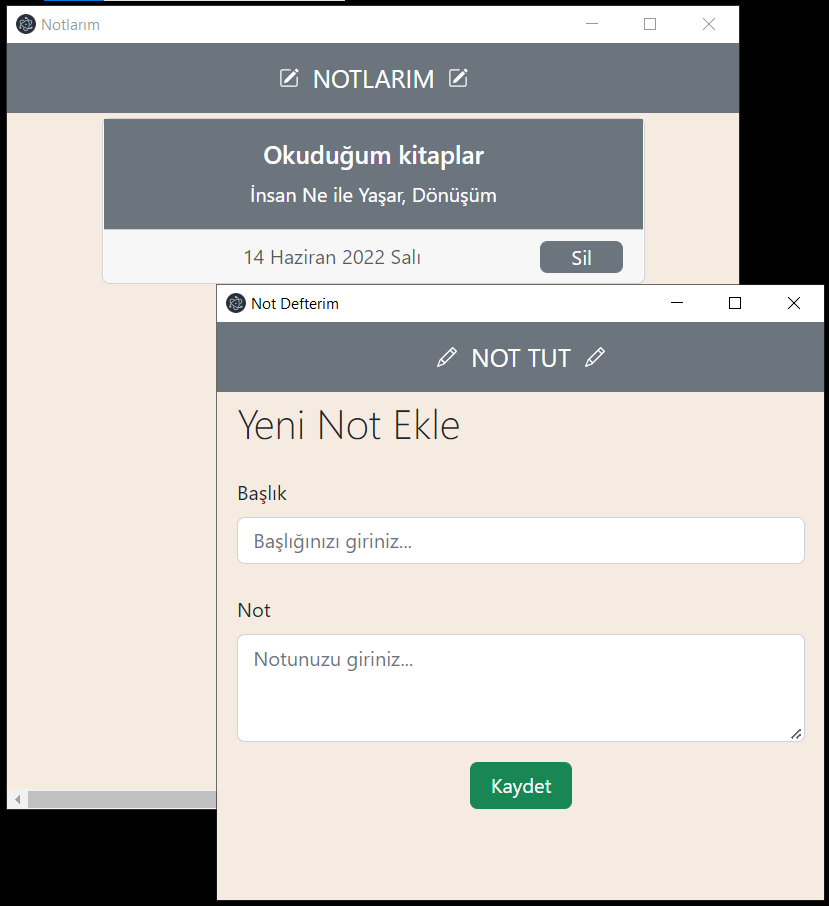 Notlarım
NOTLARIM
Okuduğum kitaplar
İnsan Ne ile Yaşar, Dönüşüm
14 Haziran 2022 Salı
Sil
Not Defterim
NOT TUT
Yeni Not Ekle
Başlık
Başlığınızı giriniz...
Not
Notunuzu giriniz...
Kaydet